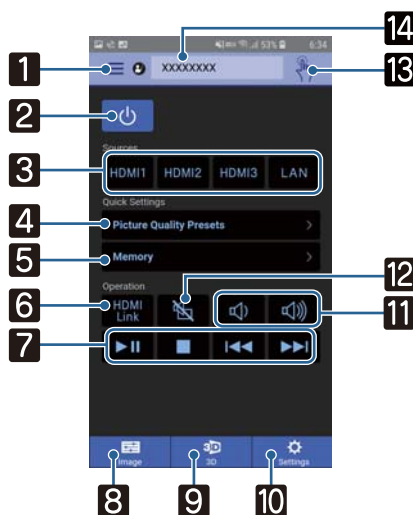 14
53% 6:34
1 XXXXXXXX 13
2
Sources
3 HDMI1 HDMI2 HDMI3 LAN
Quick Settings
4 Picture Quality Presets
5 Memory
12
Operation
6 HDMI Link
11
7
Image 3D 3D Settings
8 9 10